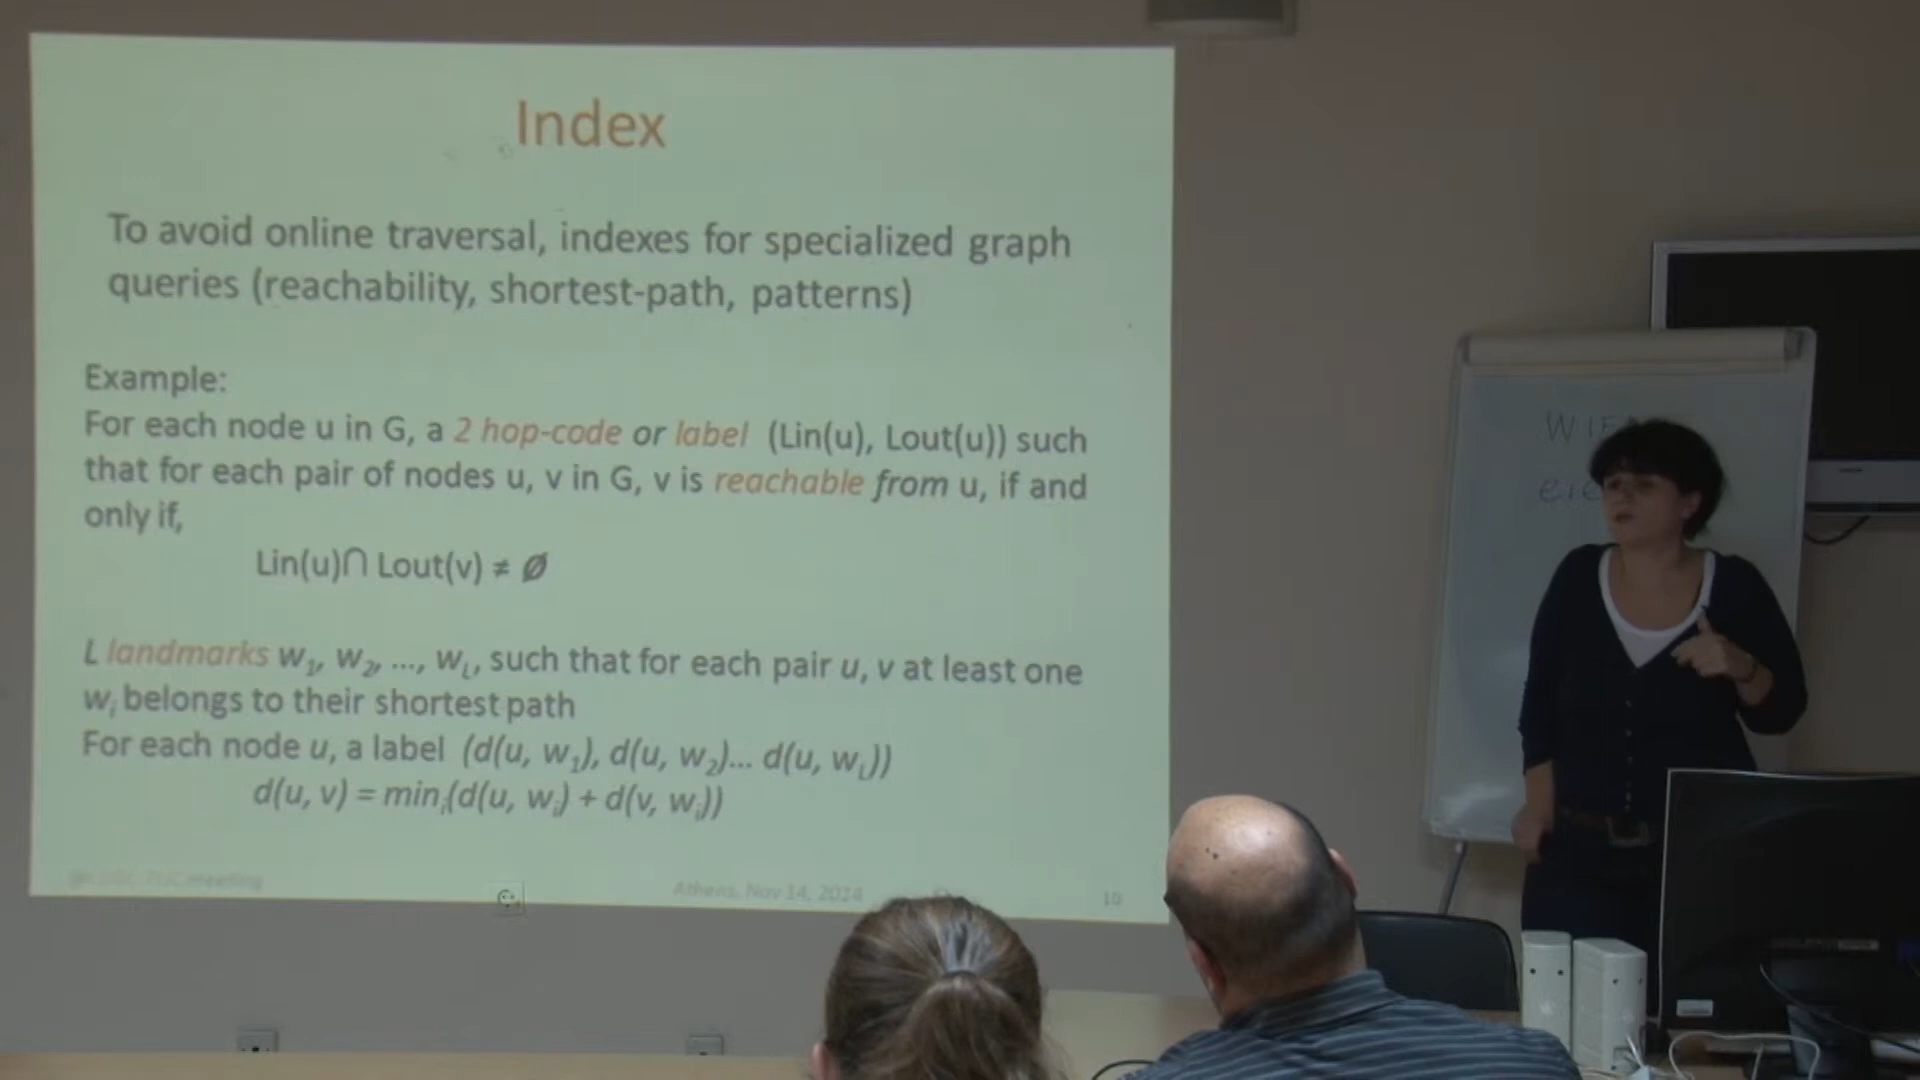 Index
To avoid online traversal, indexes for specialized graph
queries (reachability, shortest-path, patterns)
Example:
For each node u in G, a 2 hop-code or label (Lin(u), Lout(u)) such
that for each pair of nodes u, v in G, v is reachable from u, if and
only if,
Lin(u)∩ Lout(v) ≠ Ø
L landmarks w₁, w₂, ..., w_L, such that for each pair u, v at least one
wᵢ belongs to their shortest path
For each node u, a label (d(u, w₁), d(u, w₂)... d(u, w_L))
d(u, v) = minᵢ(d(u, wᵢ) + d(v, wᵢ))
meeting
Athens, Nov 14, 2014
10